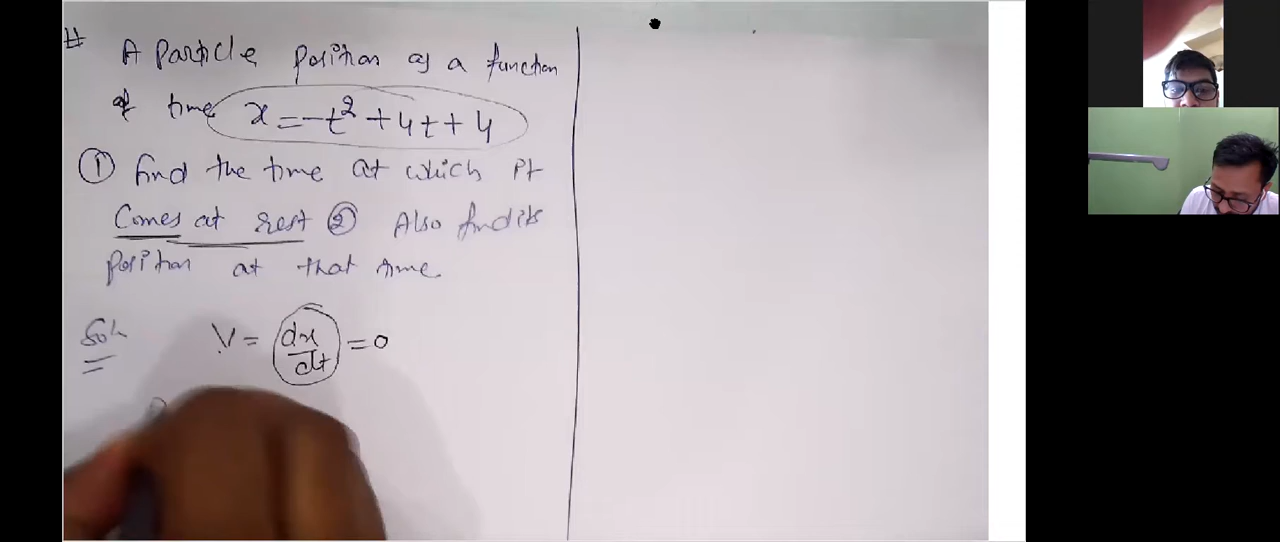 # A Particle Position as a function
of time x = -t² + 4t + 4
① find the time at which it
Comes at rest ② Also find its
Position at that time.
Soln V = dx/dt = 0